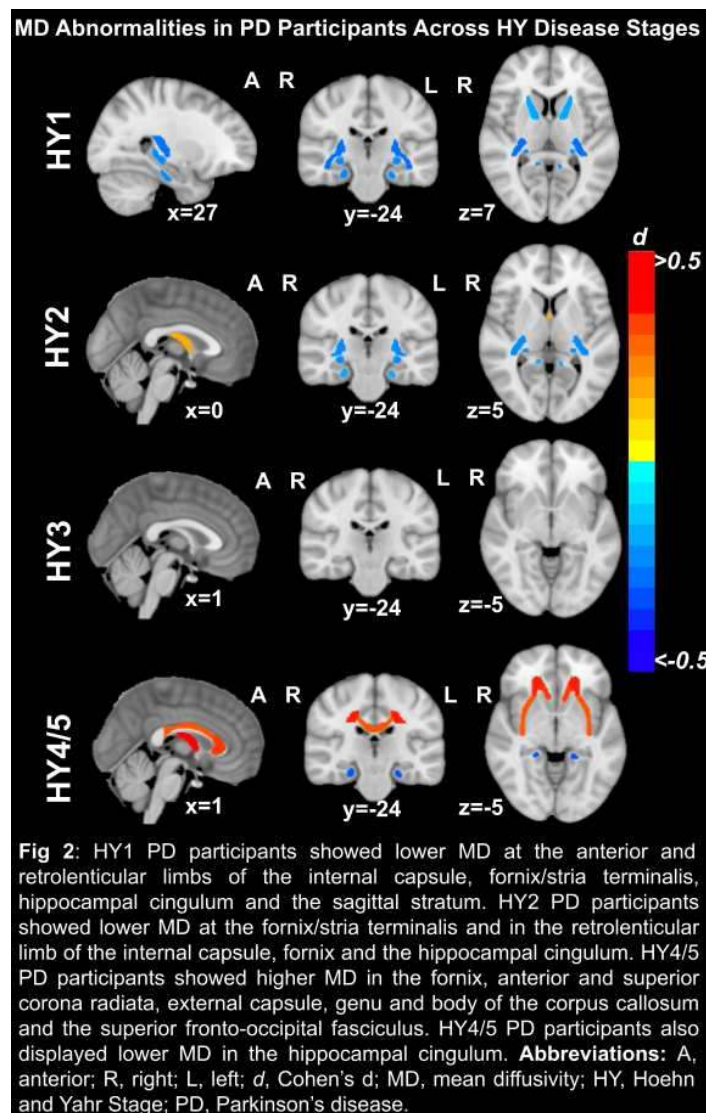 MD Abnormalities in PD Participants Across HY Disease Stages
A R L R
HY1
x=27 y=-24 z=7
d
>0.5
A R L R
HY2
x=0 y=-24 z=5
A R L R
HY3
x=1 y=-24 z=-5
<-0.5
A R L R
HY4/5
x=1 y=-24 z=-5
Fig 2: HY1 PD participants showed lower MD at the anterior and
retrolenticular limbs of the internal capsule, fornix/stria terminalis,
hippocampal cingulum and the sagittal stratum. HY2 PD participants
showed lower MD at the fornix/stria terminalis and in the retrolenticular
limb of the internal capsule, fornix and the hippocampal cingulum. HY4/5
PD participants showed higher MD in the fornix, anterior and superior
corona radiata, external capsule, genu and body of the corpus callosum
and the superior fronto-occipital fasciculus. HY4/5 PD participants also
displayed lower MD in the hippocampal cingulum. Abbreviations: A,
anterior; R, right; L, left; d, Cohen's d; MD, mean diffusivity; HY, Hoehn
and Yahr Stage; PD, Parkinson's disease.